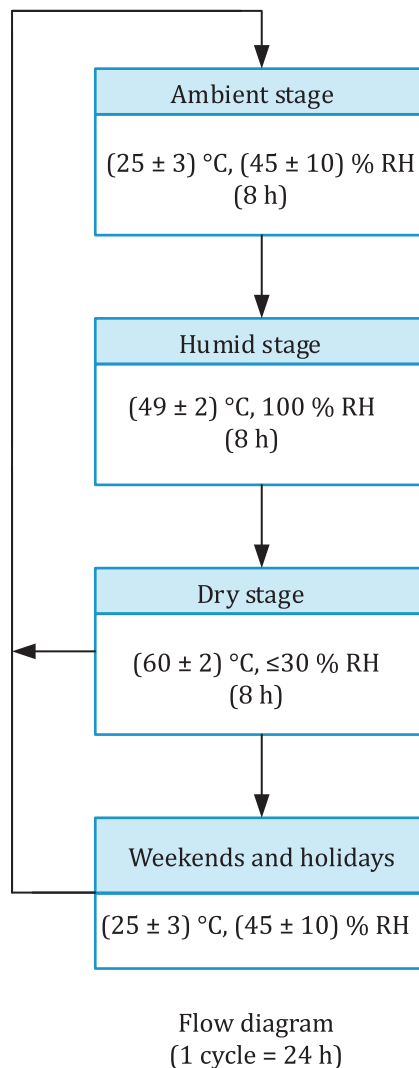 Ambient stage
(25 ± 3) °C, (45 ± 10) % RH
(8 h)
Humid stage
(49 ± 2) °C, 100 % RH
(8 h)
Dry stage
(60 ± 2) °C, ≤30 % RH
(8 h)
Weekends and holidays
(25 ± 3) °C, (45 ± 10) % RH
Flow diagram
(1 cycle = 24 h)